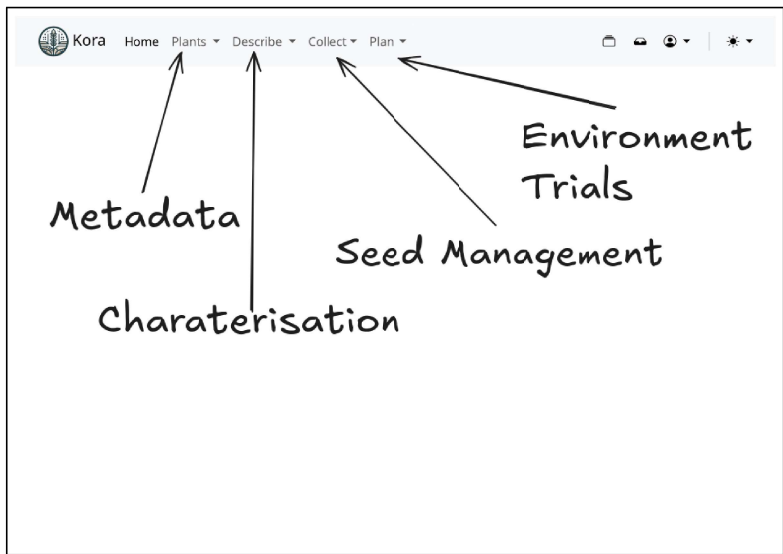 Kora Home Plants Describe Collect Plan
Environment
Trials
Metadata
Seed Management
Charaterisation